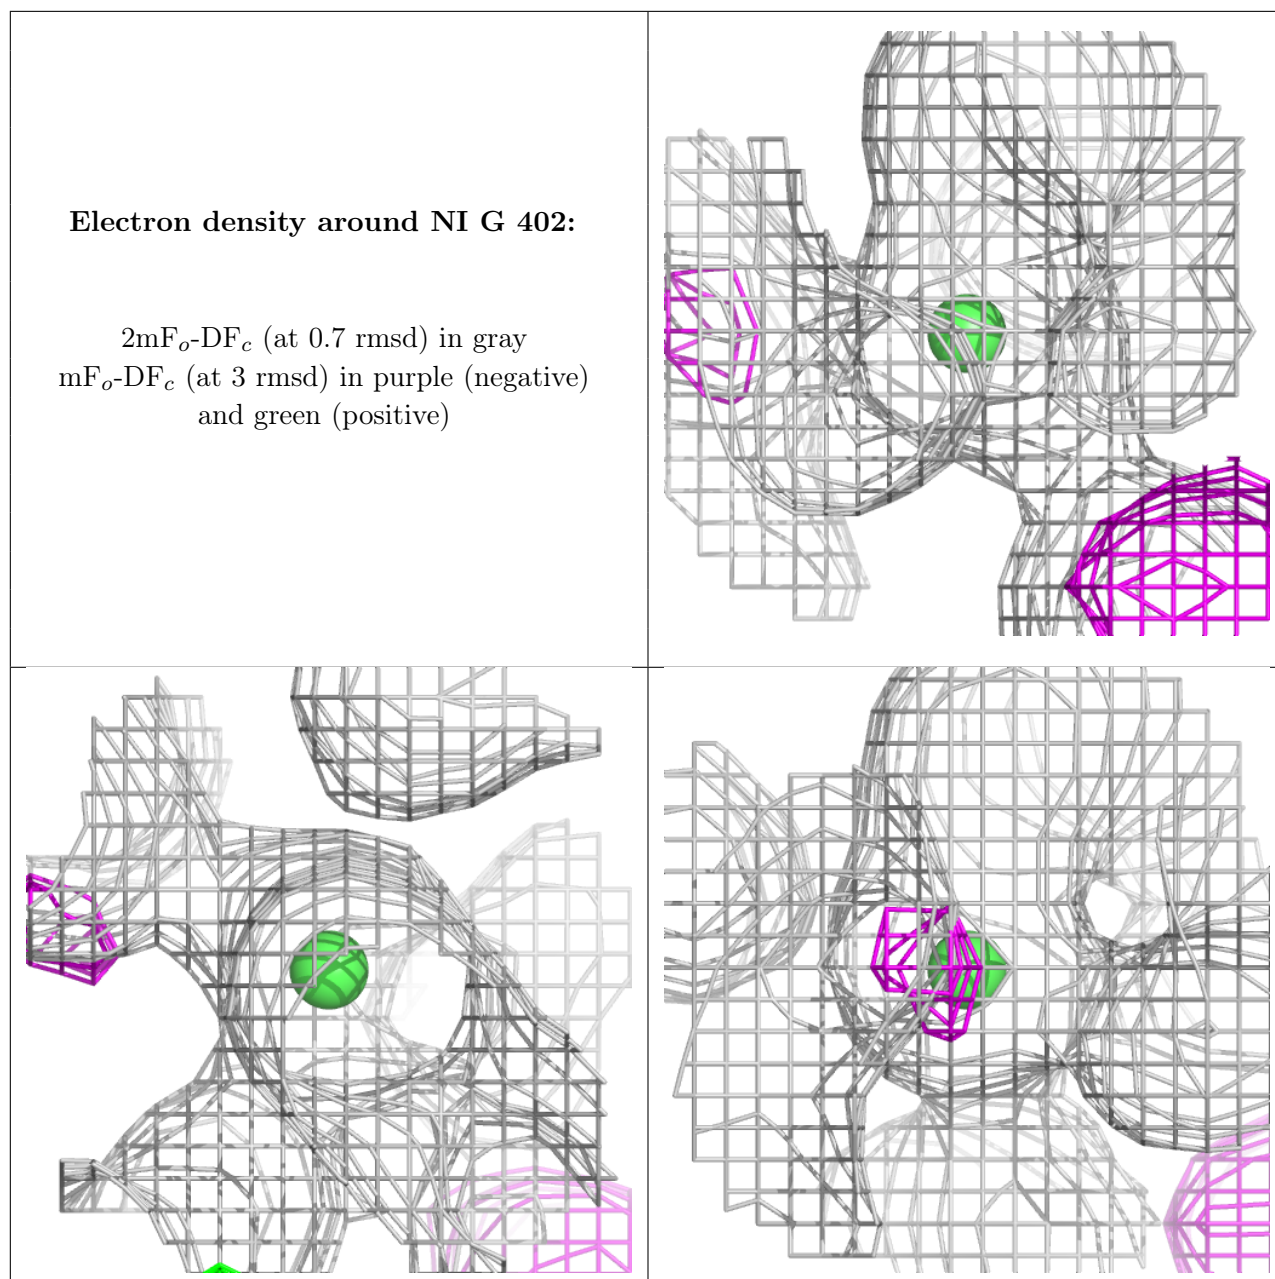 Electron density around NI G 402:
2mFo-DFc (at 0.7 rmsd) in gray
mFo-DFc (at 3 rmsd) in purple (negative)
and green (positive)